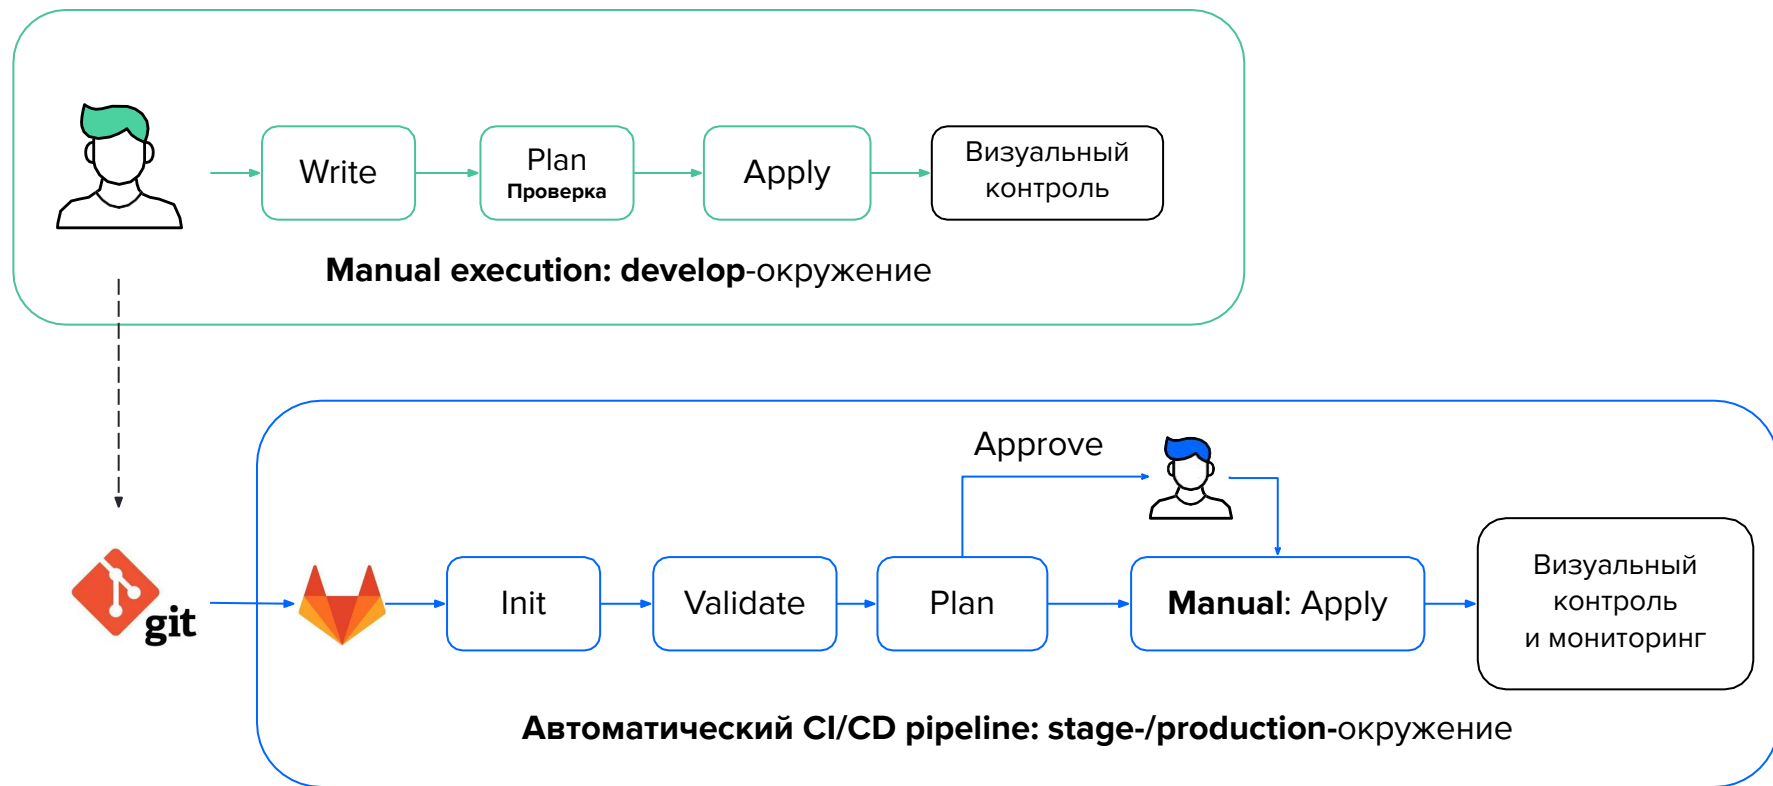 Write
Plan
Проверка
Apply
Визуальный
контроль
Manual execution: develop-окружение
Approve
git
Init
Validate
Plan
Manual: Apply
Визуальный
контроль
и мониторинг
Автоматический CI/CD pipeline: stage-/production-окружение